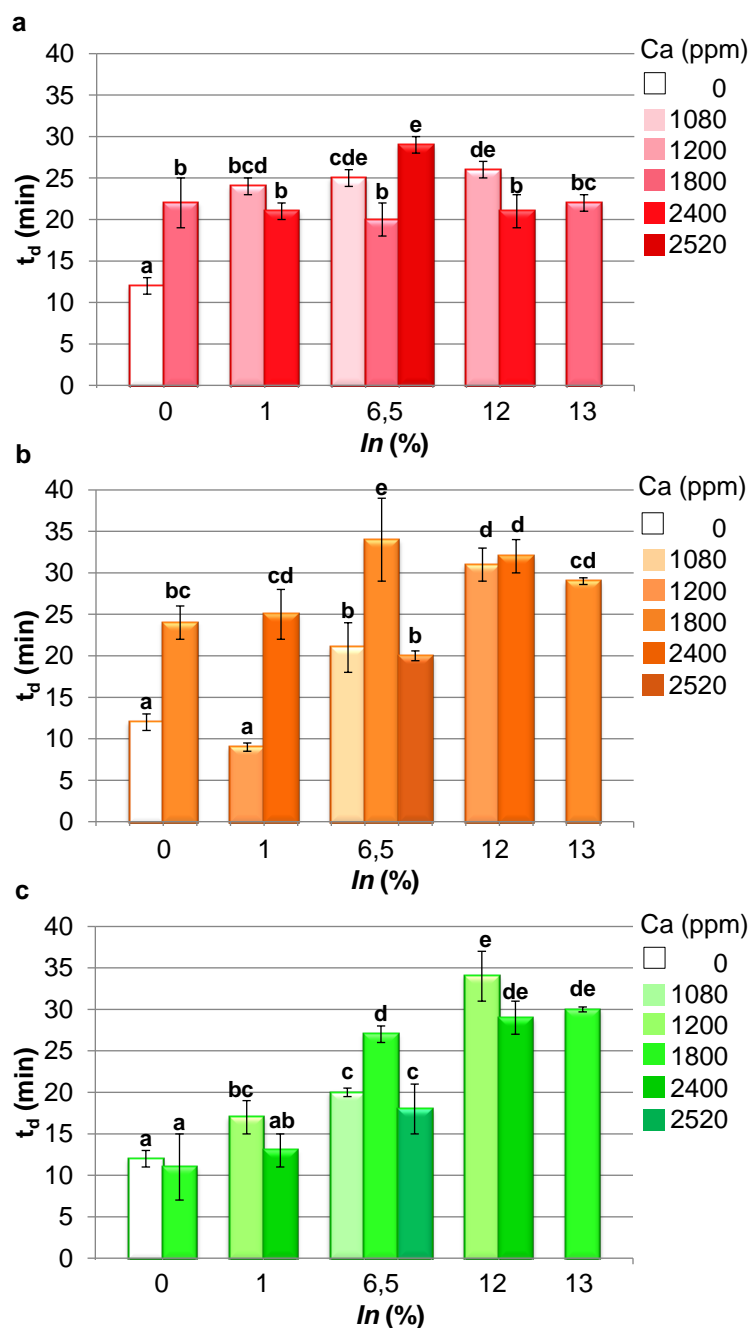 a
Ca (ppm)
0
1080
1200
1800
2400
2520
40
35
30
25
20
15
10
5
0
t_d (min)
a
b
bcd
b
cde
b
e
de
b
bc
0 1 6,5 12 13
In (%)
b
Ca (ppm)
0
1080
1200
1800
2400
2520
40
35
30
25
20
15
10
5
0
t_d (min)
a
bc
a
cd
b
e
b
d
d
cd
0 1 6,5 12 13
In (%)
c
Ca (ppm)
0
1080
1200
1800
2400
2520
40
35
30
25
20
15
10
5
0
t_d (min)
a
a
bc
ab
c
d
c
e
de
de
0 1 6,5 12 13
In (%)